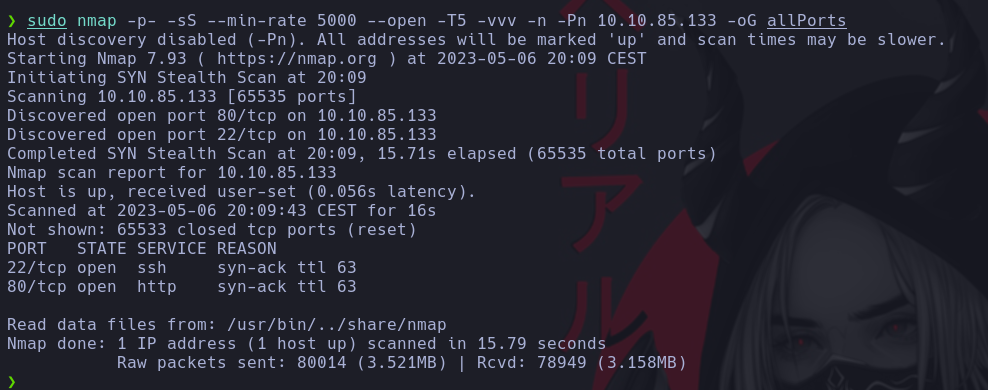 ❯ sudo nmap -p- -sS --min-rate 5000 --open -T5 -vvv -n -Pn 10.10.85.133 -oG allPorts
Host discovery disabled (-Pn). All addresses will be marked 'up' and scan times may be slower.
Starting Nmap 7.93 ( https://nmap.org ) at 2023-05-06 20:09 CEST
Initiating SYN Stealth Scan at 20:09
Scanning 10.10.85.133 [65535 ports]
Discovered open port 80/tcp on 10.10.85.133
Discovered open port 22/tcp on 10.10.85.133
Completed SYN Stealth Scan at 20:09, 15.71s elapsed (65535 total ports)
Nmap scan report for 10.10.85.133
Host is up, received user-set (0.056s latency).
Scanned at 2023-05-06 20:09:43 CEST for 16s
Not shown: 65533 closed tcp ports (reset)
PORT   STATE SERVICE REASON
22/tcp open  ssh     syn-ack ttl 63
80/tcp open  http    syn-ack ttl 63
Read data files from: /usr/bin/../share/nmap
Nmap done: 1 IP address (1 host up) scanned in 15.79 seconds
           Raw packets sent: 80014 (3.521MB) | Rcvd: 78949 (3.158MB)
❯
リアル